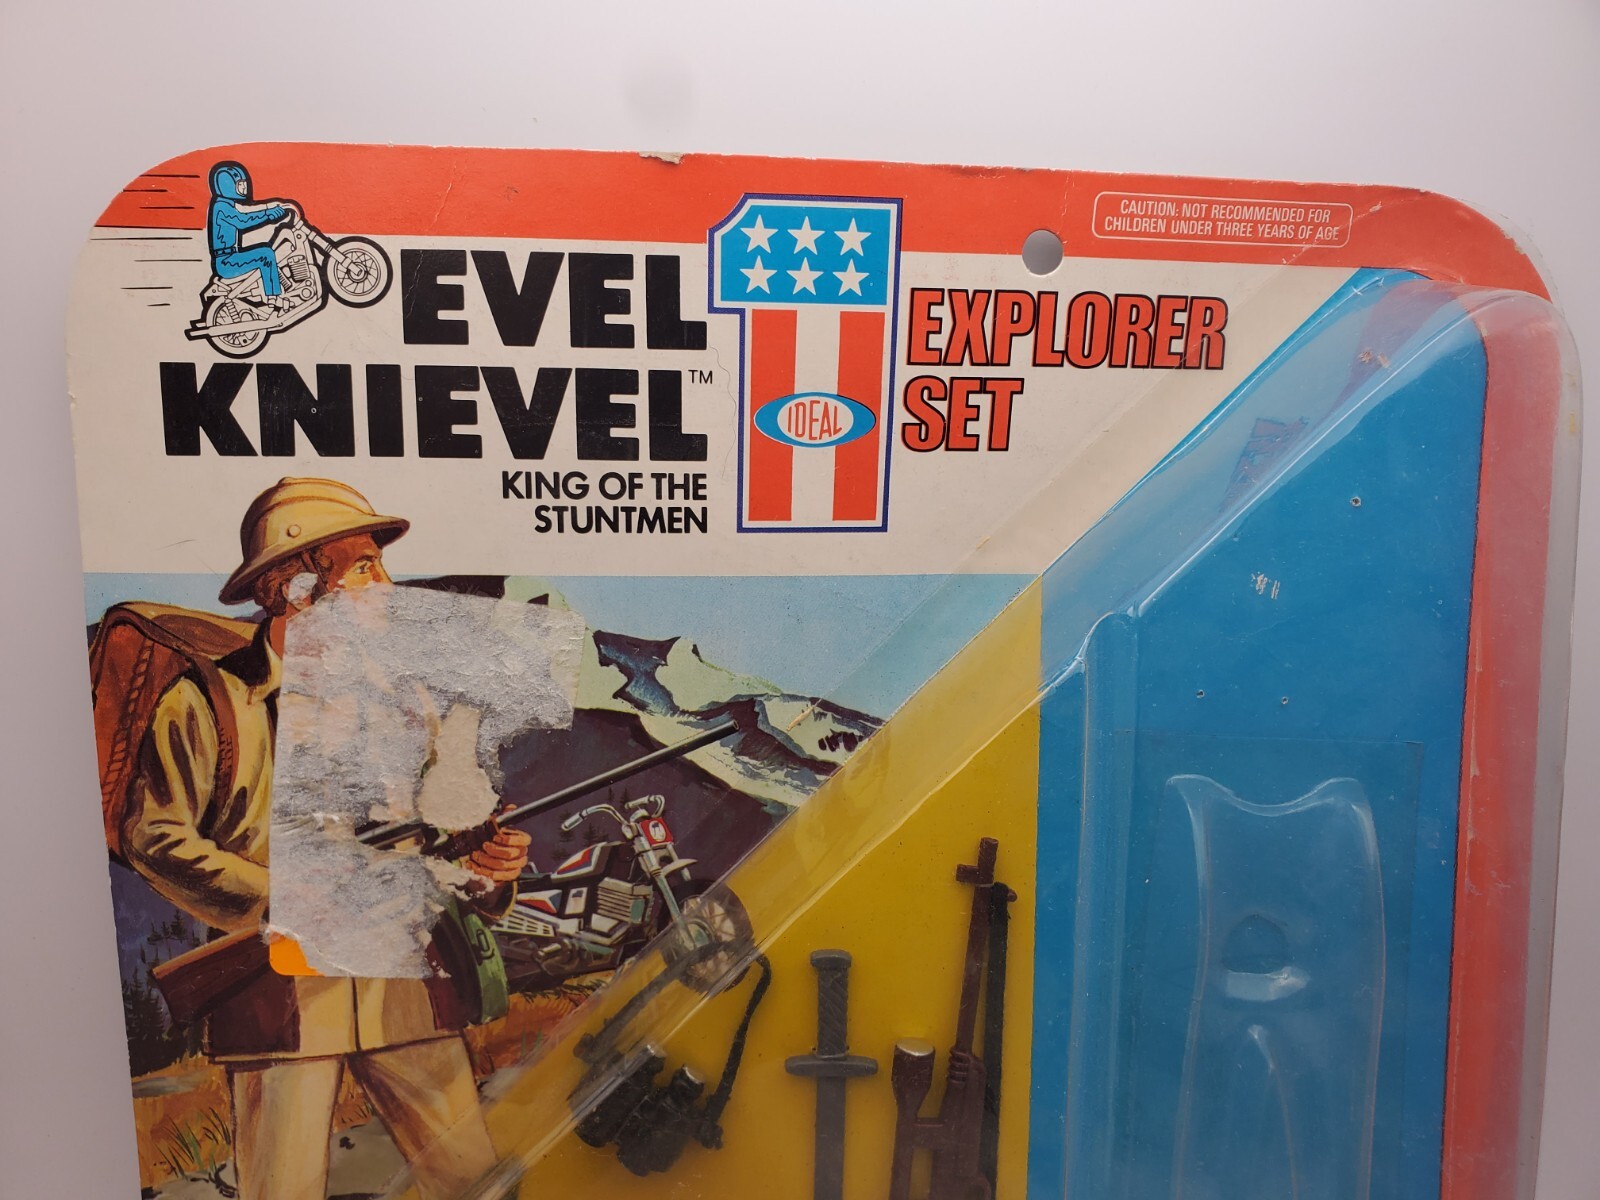 EVEL
KNIEVEL™
KING OF THE
STUNTMEN
IDEAL
EXPLORER
SET
CAUTION: NOT RECOMMENDED FOR
CHILDREN UNDER THREE YEARS OF AGE